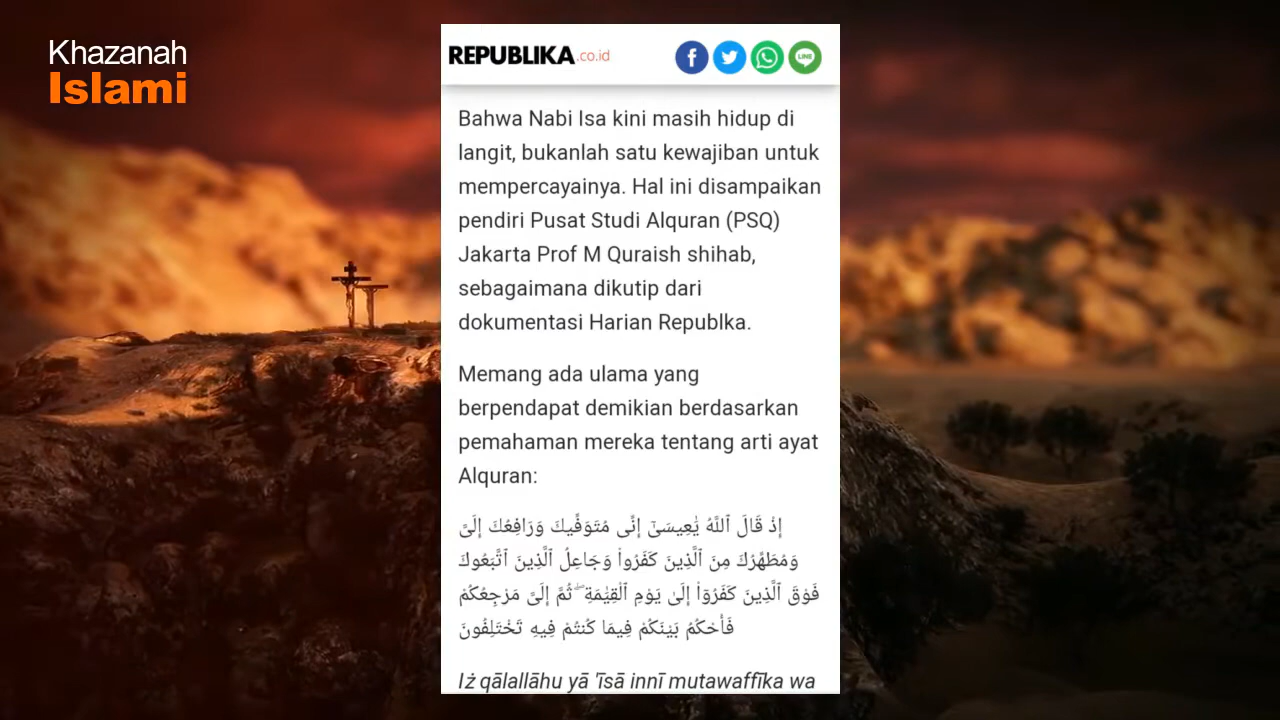 Khazanah
Islami
REPUBLIKA.co.id
LINE
Bahwa Nabi Isa kini masih hidup di
langit, bukanlah satu kewajiban untuk
mempercayainya. Hal ini disampaikan
pendiri Pusat Studi Alquran (PSQ)
Jakarta Prof M Quraish shihab,
sebagaimana dikutip dari
dokumentasi Harian Republka.
Memang ada ulama yang
berpendapat demikian berdasarkan
pemahaman mereka tentang arti ayat
Alquran:
إِذْ قَالَ ٱللَّهُ يَٰعِيسَىٰٓ إِنِّى مُتَوَفِّيكَ وَرَافِعُكَ إِلَىَّ
وَمُطَهِّرُكَ مِنَ ٱلَّذِينَ كَفَرُوا۟ وَجَاعِلُ ٱلَّذِينَ ٱتَّبَعُوكَ
فَوْقَ ٱلَّذِينَ كَفَرُوٓا۟ إِلَىٰ يَوْمِ ٱلْقِيَٰمَةِ ۖ ثُمَّ إِلَىَّ مَرْجِعُكُمْ
فَأَحْكُمُ بَيْنَكُمْ فِيمَا كُنتُمْ فِيهِ تَخْتَلِفُونَ
Iż qālallāhu yā 'īsā innī mutawaffīka wa